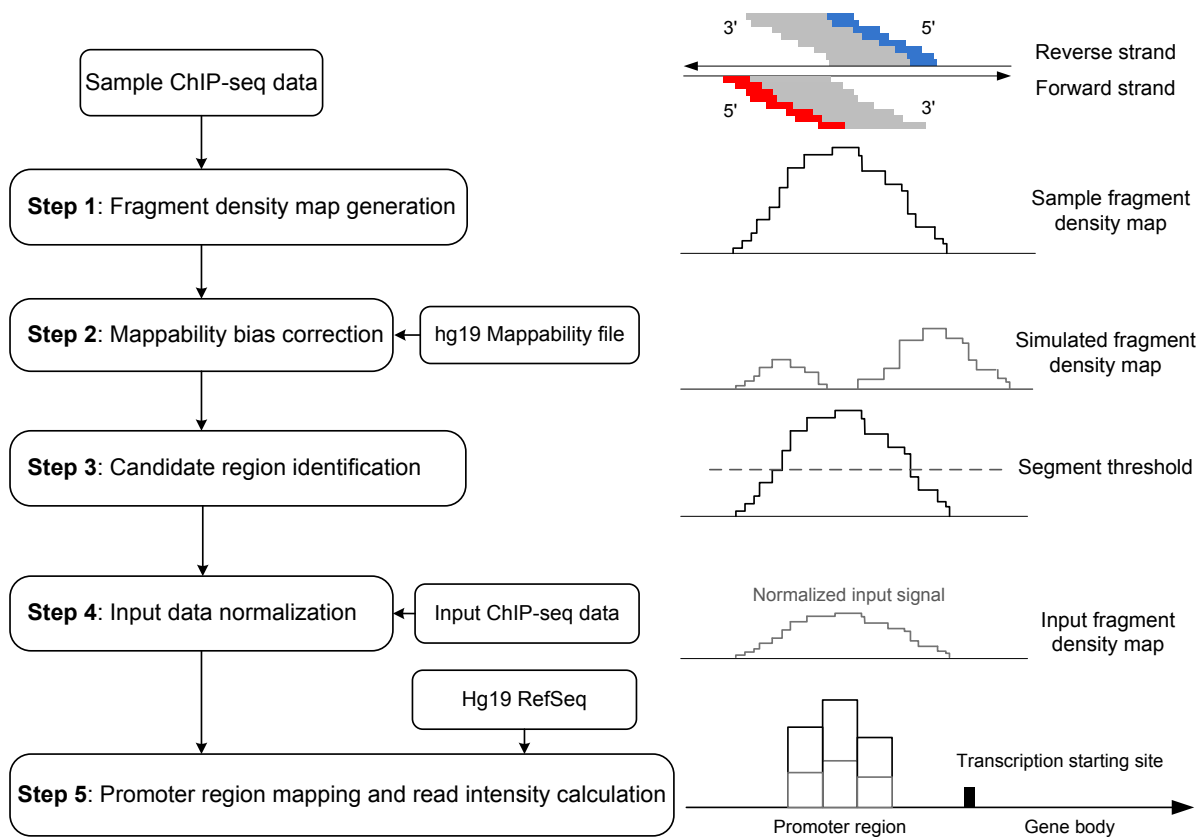 Sample ChIP-seq data
Step 1: Fragment density map generation
Step 2: Mappability bias correction
hg19 Mappability file
Step 3: Candidate region identification
Step 4: Input data normalization
Input ChIP-seq data
Hg19 RefSeq
Step 5: Promoter region mapping and read intensity calculation
3'
5'
Reverse strand
Forward strand
5'
3'
Sample fragment
density map
Simulated fragment
density map
Segment threshold
Normalized input signal
Input fragment
density map
Transcription starting site
Promoter region
Gene body